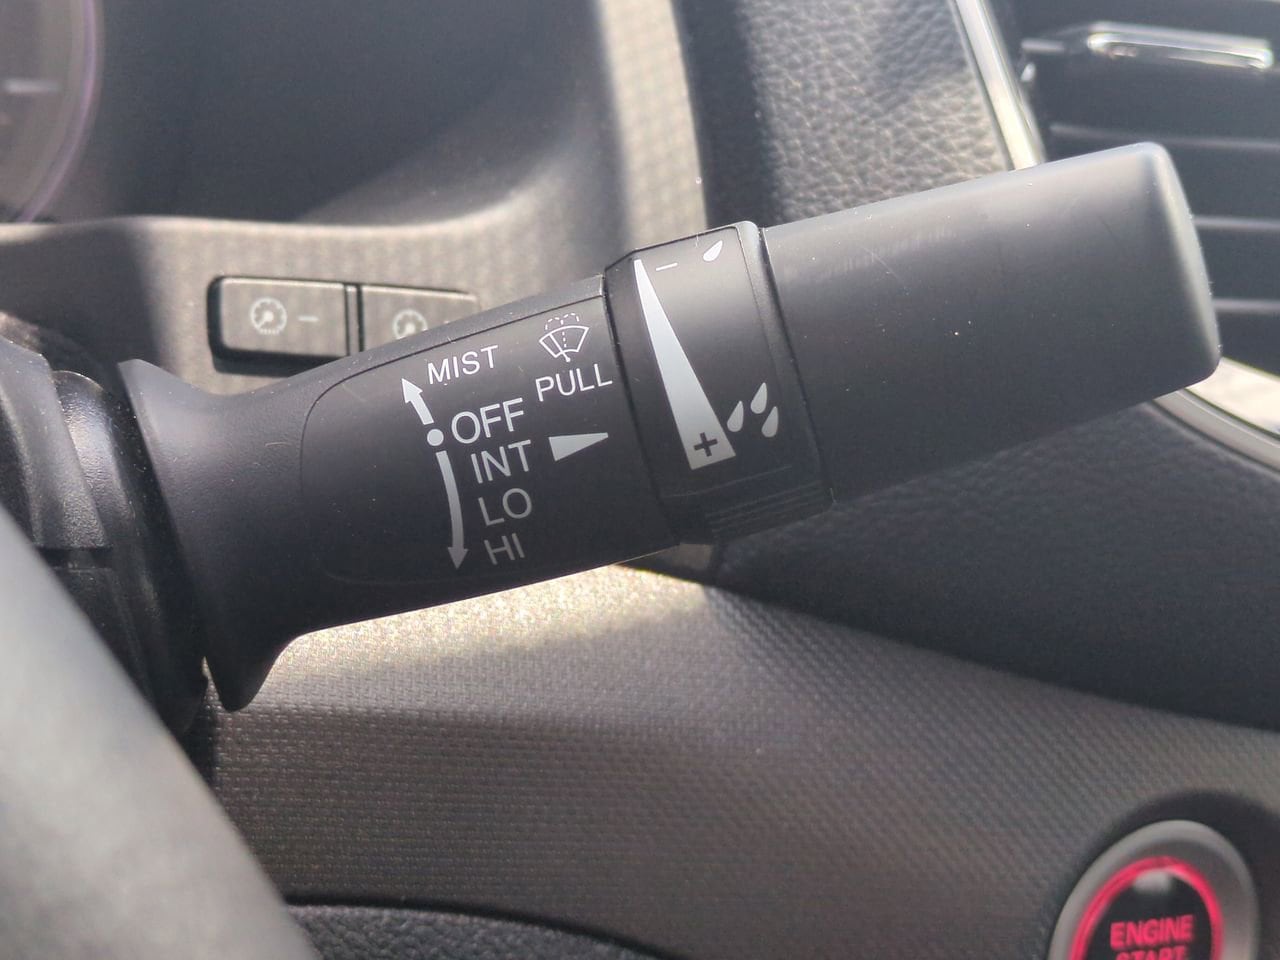 MIST
PULL
OFF
INT
LO
HI
−
+
−
ENGINE
START